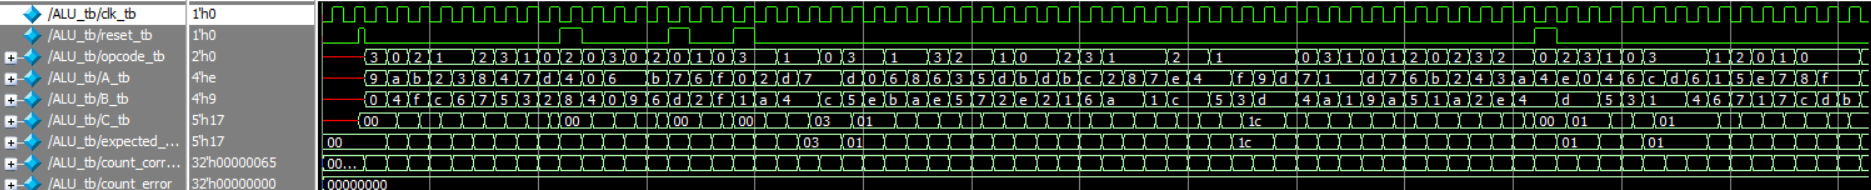 /ALU_tb/clk_tb 1'h0
/ALU_tb/reset_tb 1'h0
/ALU_tb/opcode_tb 2'h0 3 0 2 1 2 3 1 0 2 0 3 0 2 0 1 0 3 1 0 3 1 3 2 1 0 2 3 1 2 1 0 3 1 0 1 2 0 2 3 2 0 2 3 1 0 3 1 2 0 1 0
/ALU_tb/A_tb 4'he 9 a b 2 3 8 4 7 d 4 0 6 b 7 6 f 0 2 d 7 d 0 6 8 6 3 5 d b d b c 2 8 7 e 4 f 9 d 7 1 d 7 6 b 2 4 3 a 4 e 0 4 6 c d 6 1 5 e 7 8 f
/ALU_tb/B_tb 4'h9 0 4 f c 6 7 5 3 2 8 4 0 9 6 d 2 f 1 a 4 c 5 e b a e 5 7 2 e 2 1 6 a 1 c 5 3 d 4 a 1 9 a 5 1 a 2 e 4 d 5 3 1 4 6 7 1 7 c d b
/ALU_tb/C_tb 5'h17 00 00 00 00 03 01 1c 00 01 01
/ALU_tb/expected_... 5'h17 00 03 01 1c 01 01
/ALU_tb/count_corr... 32'h00000065 00...
/ALU_tb/count_error 32'h00000000 00000000